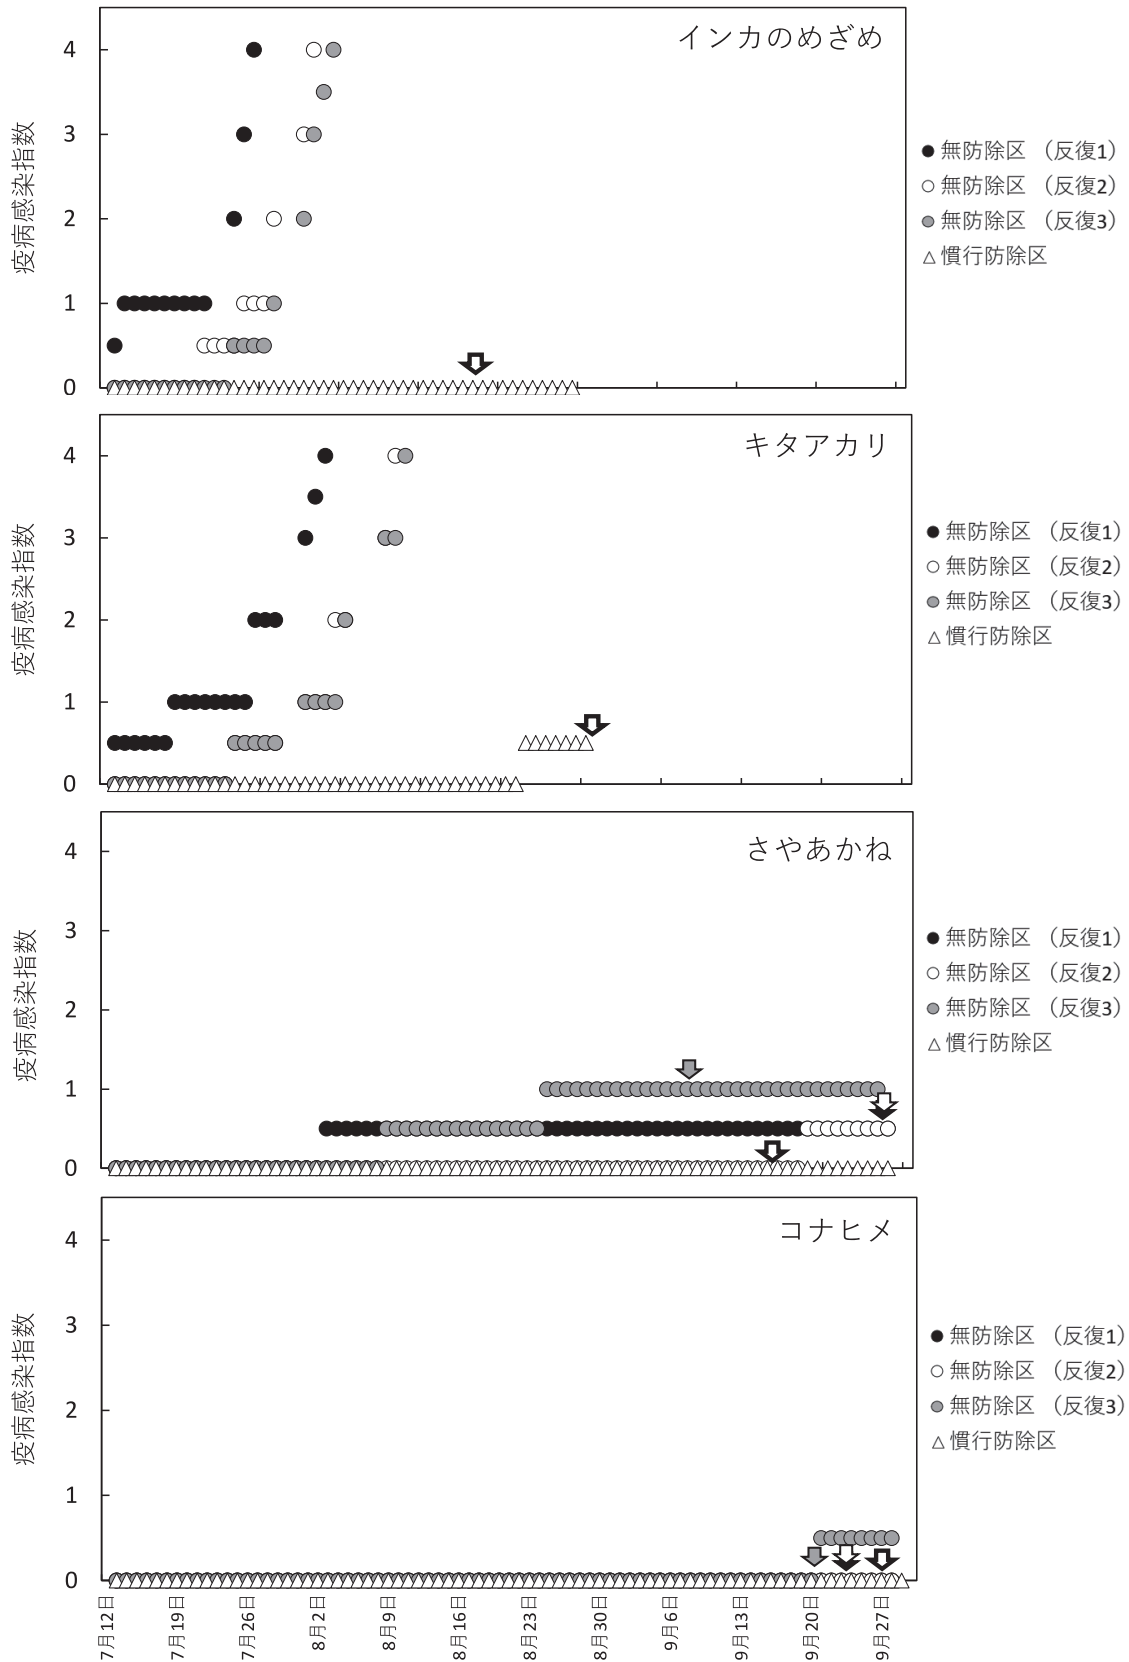 インカのめざめ
疫病感染指数
4
3
2
1
0
無防除区 （反復1）
無防除区 （反復2）
無防除区 （反復3）
慣行防除区
キタアカリ
疫病感染指数
4
3
2
1
0
無防除区 （反復1）
無防除区 （反復2）
無防除区 （反復3）
慣行防除区
さやあかね
疫病感染指数
4
3
2
1
0
無防除区 （反復1）
無防除区 （反復2）
無防除区 （反復3）
慣行防除区
コナヒメ
疫病感染指数
4
3
2
1
0
無防除区 （反復1）
無防除区 （反復2）
無防除区 （反復3）
慣行防除区
7月12日
7月19日
7月26日
8月2日
8月9日
8月16日
8月23日
8月30日
9月6日
9月13日
9月20日
9月27日